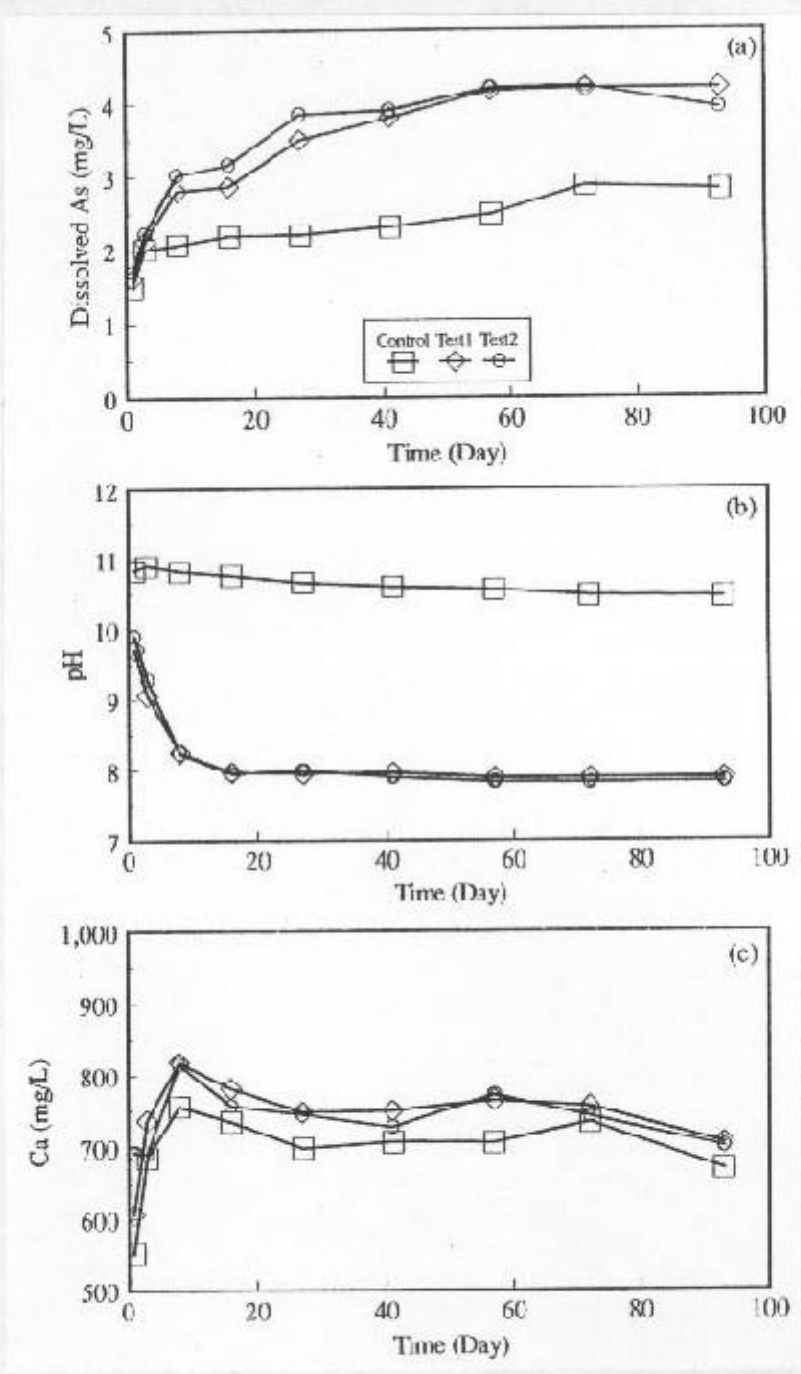 (a)
Dissolved As (mg/L)
5
4
3
2
1
0
Control Test1 Test2
0 20 40 60 80 100
Time (Day)
(b)
pH
12
11
10
9
8
7
0 20 40 60 80 100
Time (Day)
(c)
Ca (mg/L)
1,000
900
800
700
600
500
0 20 40 60 80 100
Time (Day)